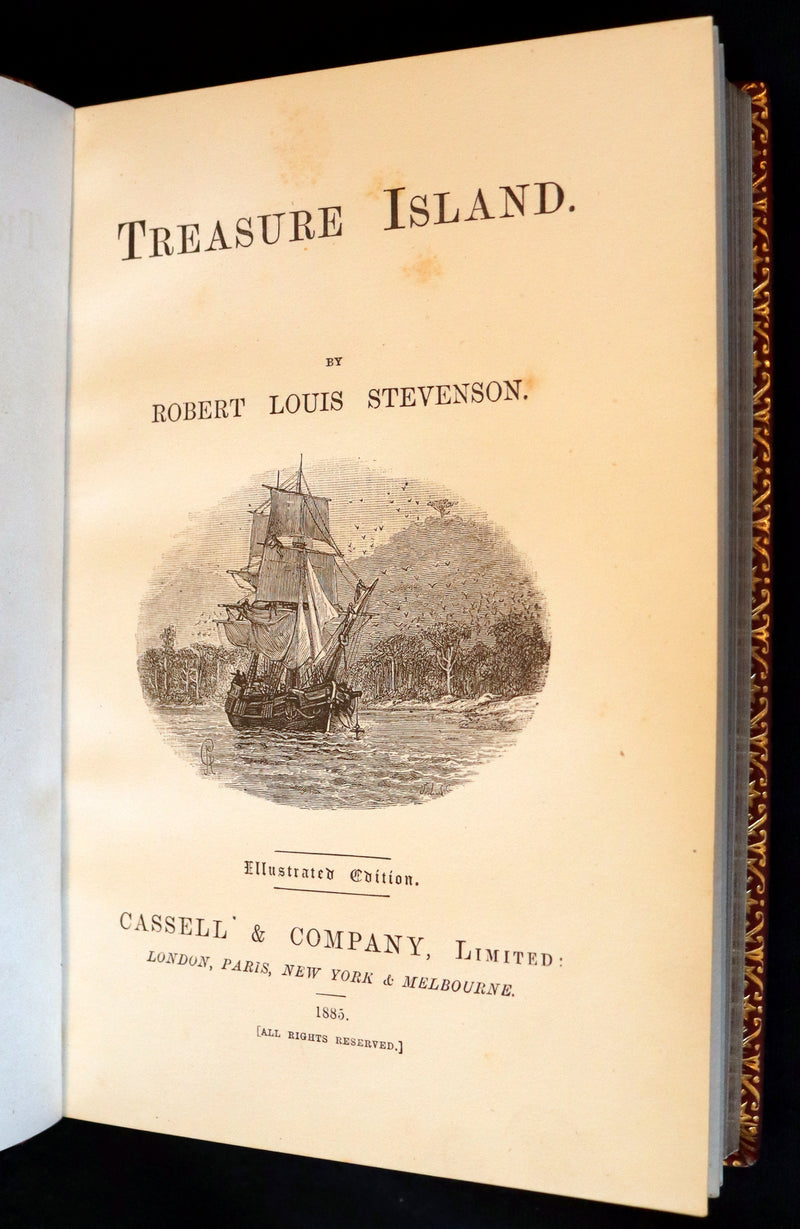 TREASURE ISLAND.
BY
ROBERT LOUIS STEVENSON.
Illustrated Edition.
CASSELL & COMPANY, LIMITED:
LONDON, PARIS, NEW YORK & MELBOURNE.
1885.
[ALL RIGHTS RESERVED.]